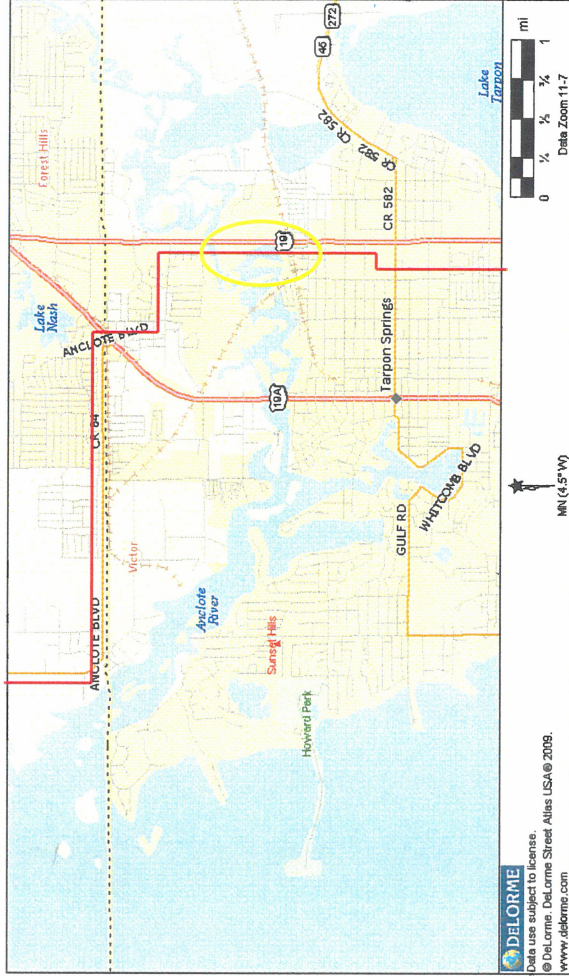 Forest Hills
Lake
Nash
ANCLOTE BLVD
CR 84
ANCLOTE BLVD
Victor
Anclote
River
Sunset Hills
Howard Park
19
19A
46
272
CR 582
CR 582
CR 582
Lake
Tarpon
Tarpon Springs
GULF RD
WHITCOMB BLVD
DELORME
Data use subject to license.
© DeLorme. DeLorme Street Atlas USA® 2009.
www.delorme.com
MN (4.5° W)
mi
0 ¼ ½ ¾ 1
Data Zoom 11-7